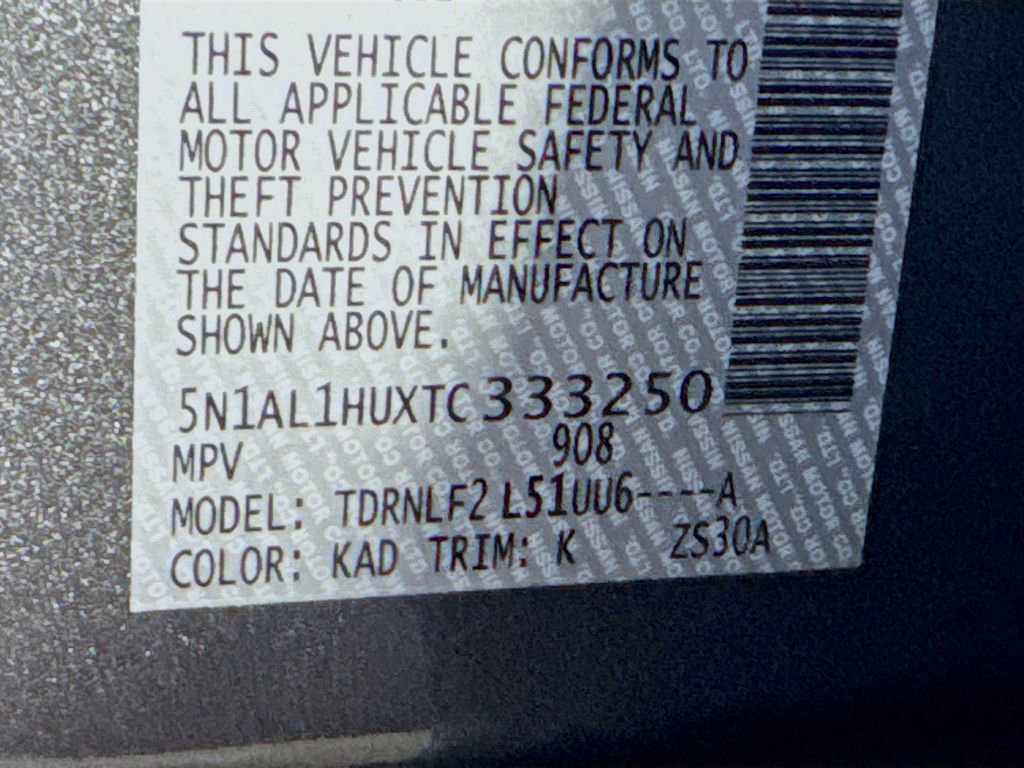 THIS VEHICLE CONFORMS TO
ALL APPLICABLE FEDERAL
MOTOR VEHICLE SAFETY AND
THEFT PREVENTION
STANDARDS IN EFFECT ON
THE DATE OF MANUFACTURE
SHOWN ABOVE.
5N1AL1HUXTC333250
MPV 908
MODEL: TDRNLF2 L51UU6----A
COLOR: KAD TRIM: K ZS30A